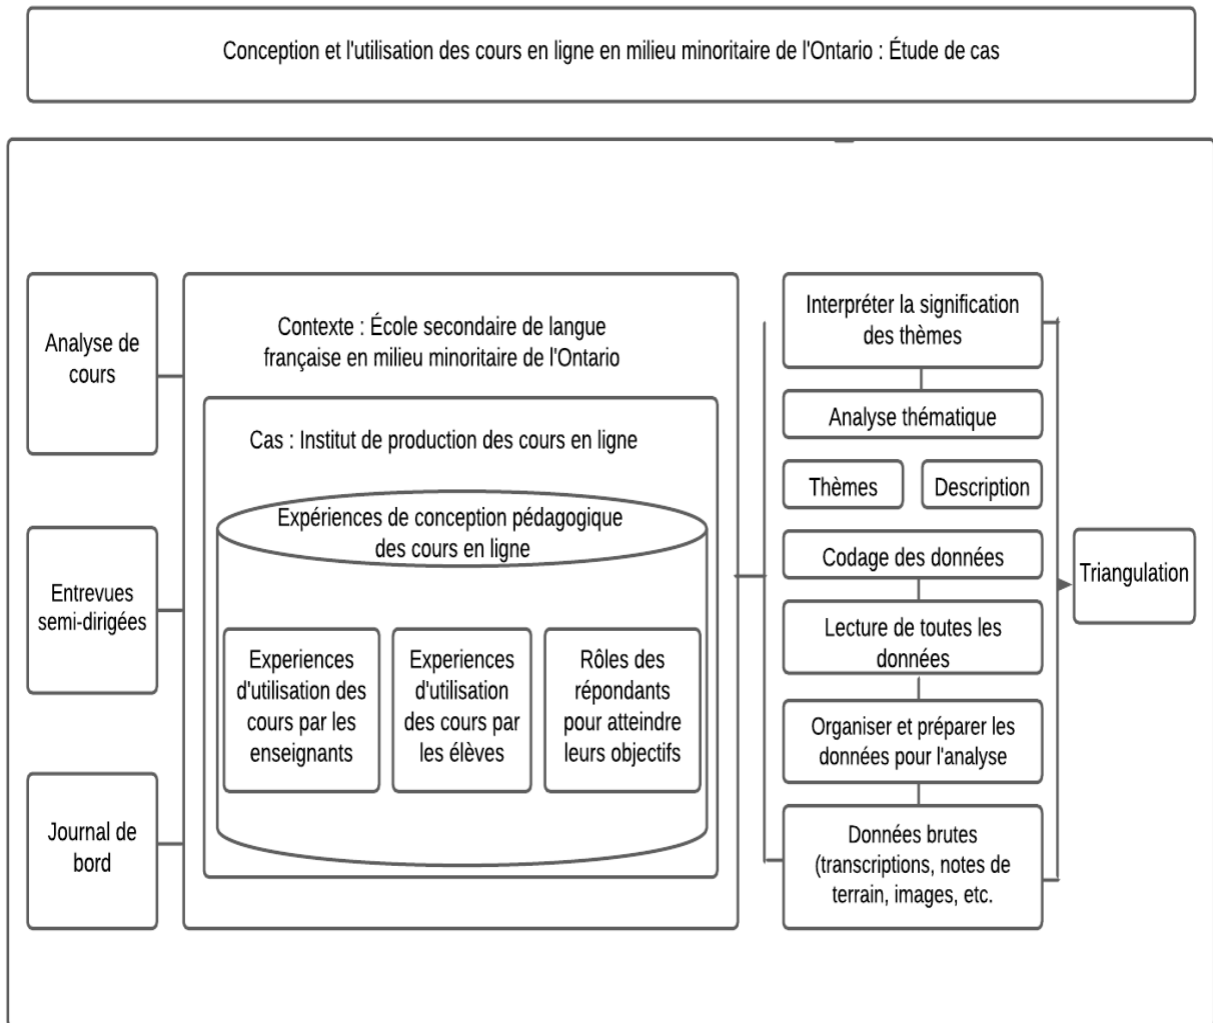 Conception et l'utilisation des cours en ligne en milieu minoritaire de l'Ontario : Étude de cas
Analyse de
cours
Entrevues
semi-dirigées
Journal de
bord
Contexte : École secondaire de langue
française en milieu minoritaire de l'Ontario
Cas : Institut de production des cours en ligne
Expériences de conception pédagogique
des cours en ligne
Experiences
d'utilisation des
cours par les
enseignants
Experiences
d'utilisation
des cours par
les élèves
Rôles des
répondants
pour atteindre
leurs objectifs
Interpréter la signification
des thèmes
Analyse thématique
Thèmes
Description
Codage des données
Lecture de toutes les
données
Organiser et préparer les
données pour l'analyse
Données brutes
(transcriptions, notes de
terrain, images, etc.
Triangulation